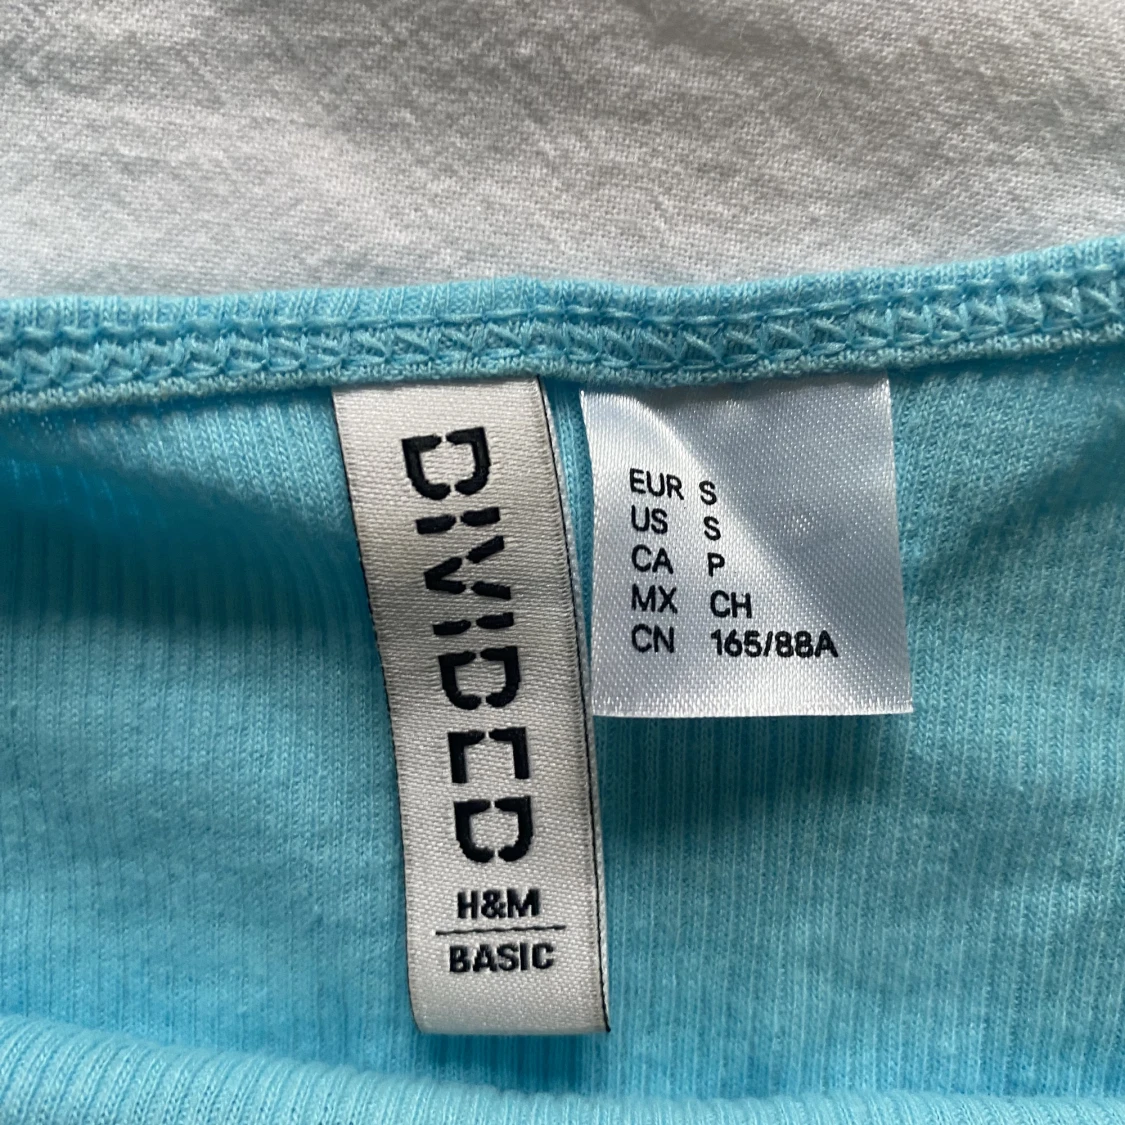 DIVIDED
H&M
BASIC
EUR S
US S
CA P
MX CH
CN 165/88A